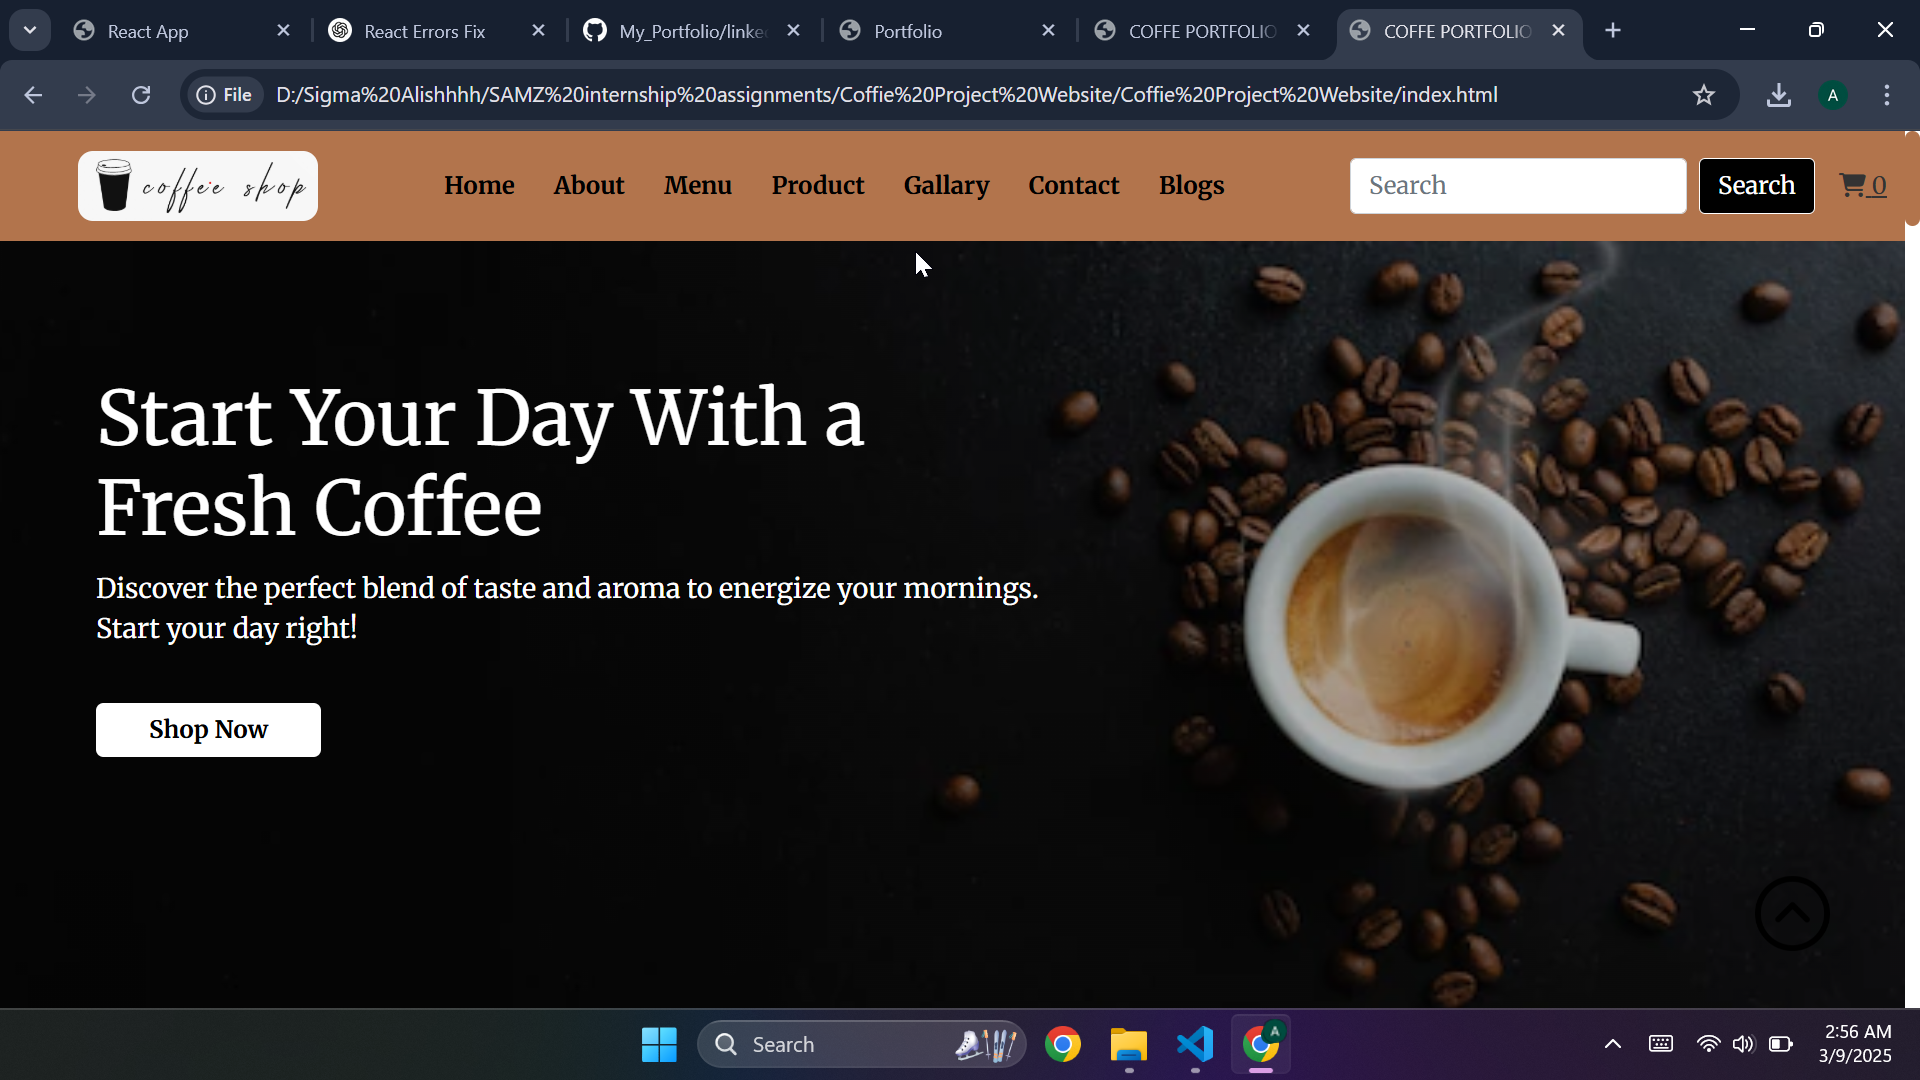 React App
React Errors Fix
My_Portfolio/linke
Portfolio
COFFE PORTFOLIO
COFFE PORTFOLIO
File
D:/Sigma%20Alishhhh/SAMZ%20internship%20assignments/Coffie%20Project%20Website/Coffie%20Project%20Website/index.html
A
coffee shop
Home
About
Menu
Product
Gallary
Contact
Blogs
Search
Search
0
Start Your Day With a
Fresh Coffee
Discover the perfect blend of taste and aroma to energize your mornings.
Start your day right!
Shop Now
Search
A
2:56 AM
3/9/2025